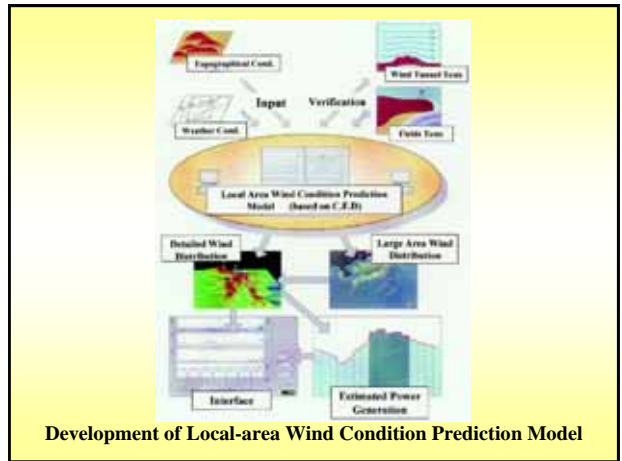 Topographical Cond.
Wind Tunnel Tests
Input
Verification
Weather Cond.
Fields Tests
Local Area Wind Condition Prediction
Model (based on C.F.D)
Detailed Wind
Distribution
Large Area Wind
Distribution
Interface
Estimated Power
Generation
Development of Local-area Wind Condition Prediction Model